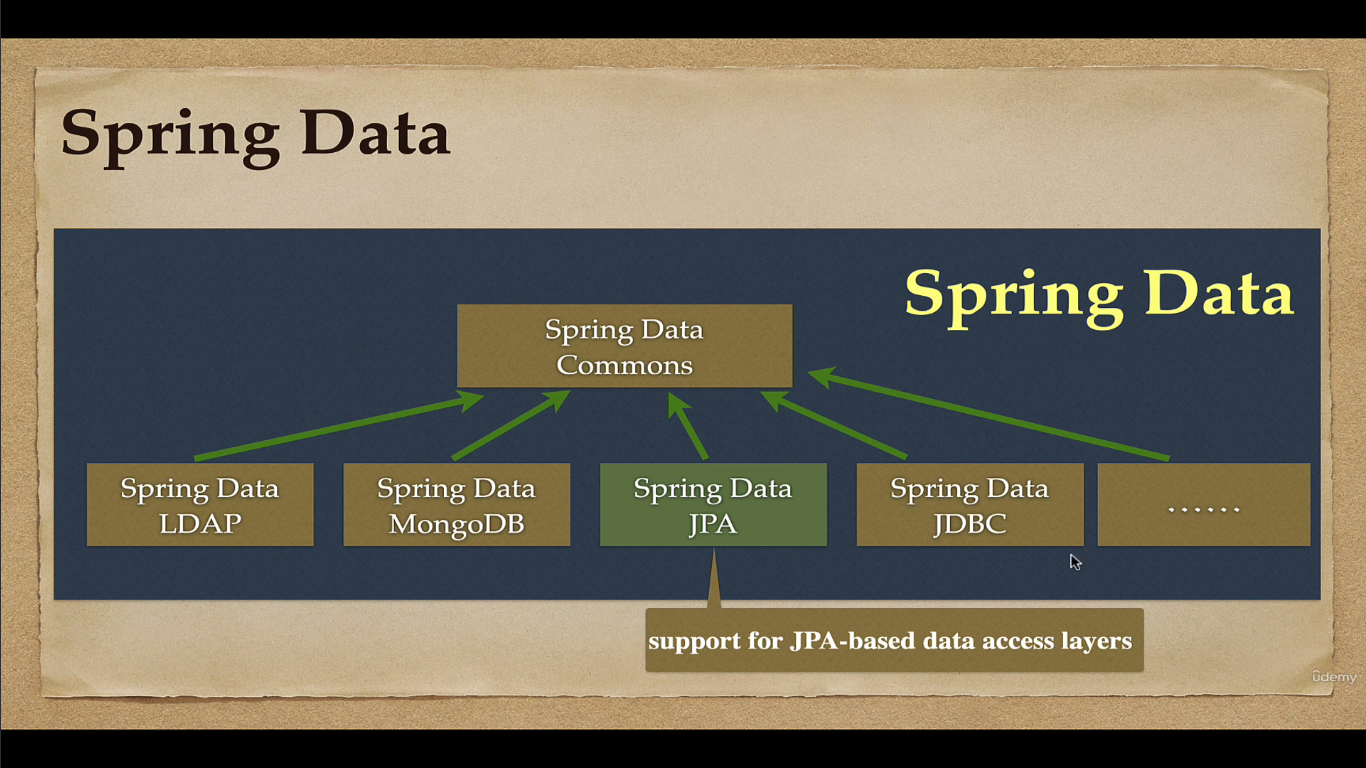 Spring Data
Spring Data
Spring Data
Commons
Spring Data
LDAP
Spring Data
MongoDB
Spring Data
JPA
Spring Data
JDBC
......
support for JPA-based data access layers
ûdemy